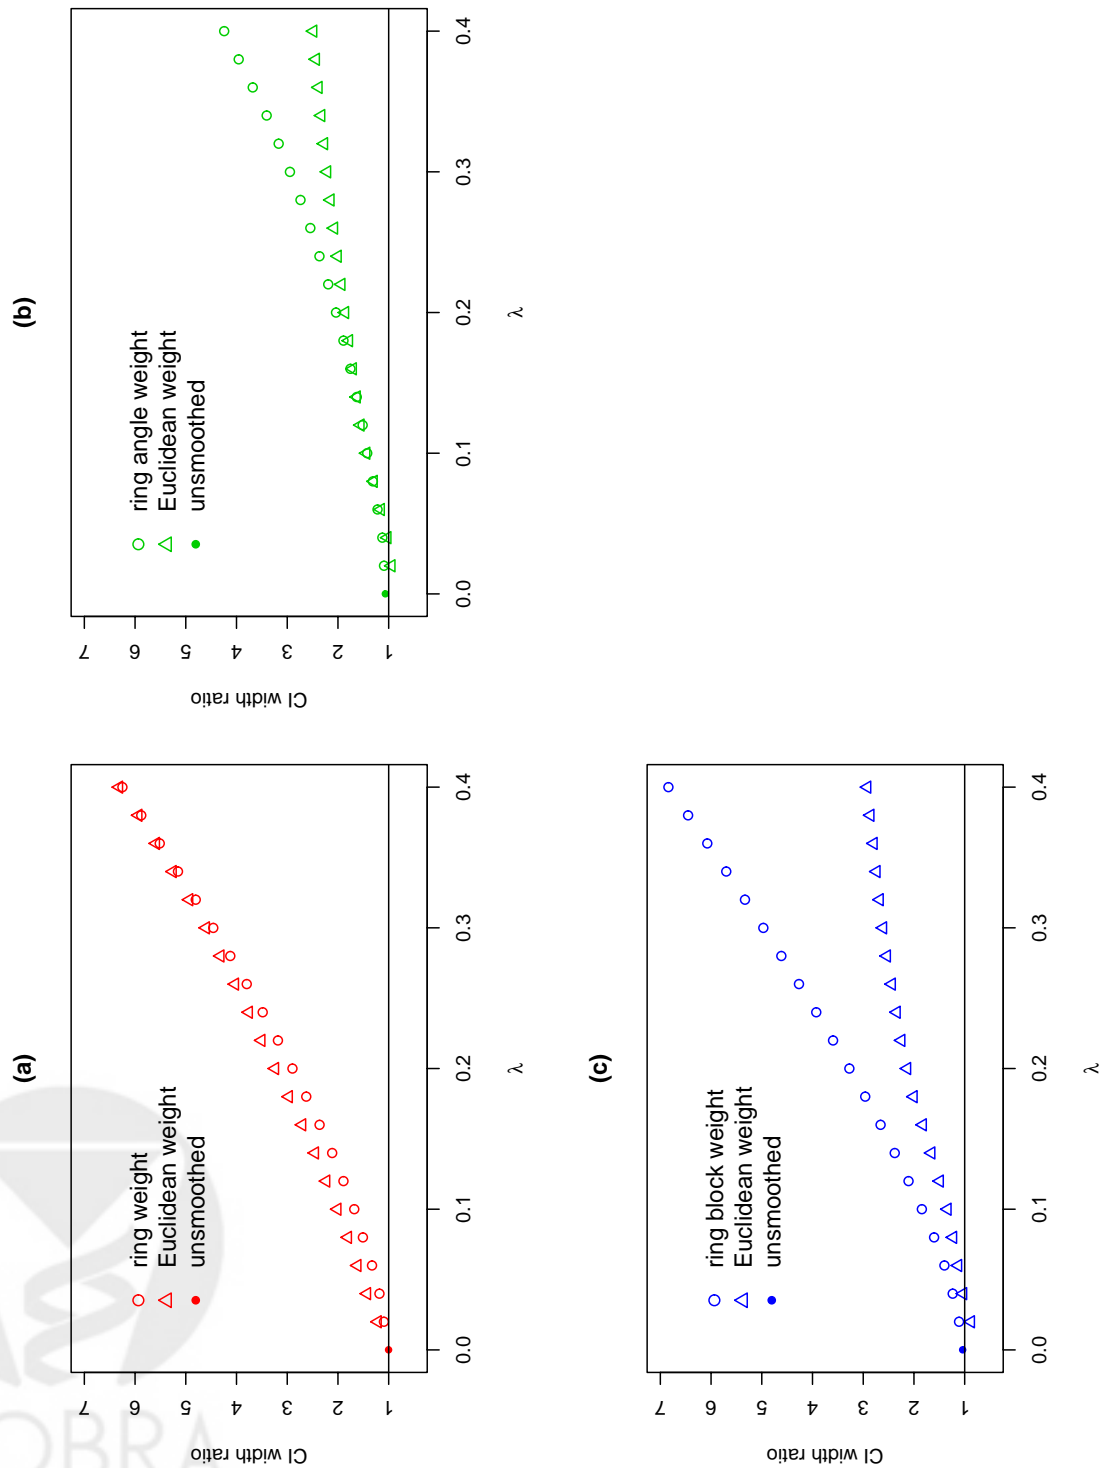 (a)
ring weight
Euclidean weight
unsmoothed
CI width ratio
7
6
5
4
3
2
1
0.0 0.1 0.2 0.3 0.4
λ
(b)
ring angle weight
Euclidean weight
unsmoothed
CI width ratio
7
6
5
4
3
2
1
0.0 0.1 0.2 0.3 0.4
λ
(c)
ring block weight
Euclidean weight
unsmoothed
CI width ratio
7
6
5
4
3
2
1
0.0 0.1 0.2 0.3 0.4
λ
OBRA